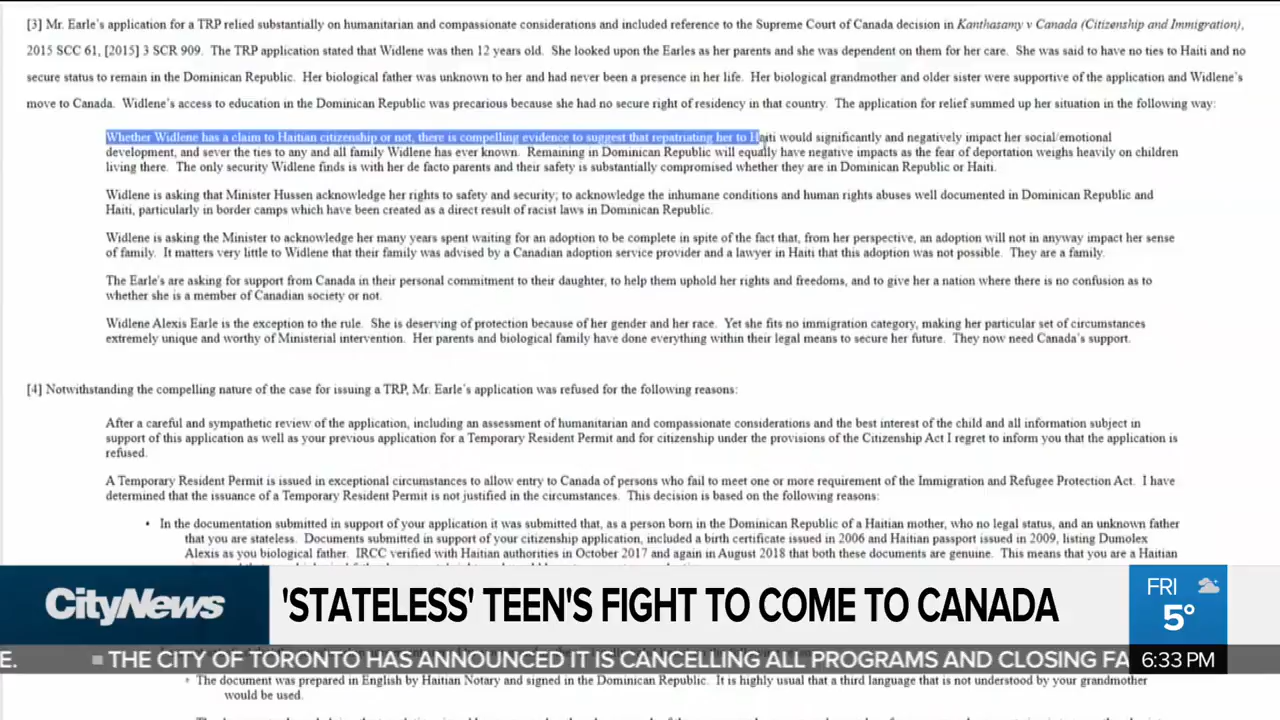 [3] Mr. Earle's application for a TRP relied substantially on humanitarian and compassionate considerations and included reference to the Supreme Court of Canada decision in Kanthasamy v Canada (Citizenship and Immigration),
2015 SCC 61, [2015] 3 SCR 909. The TRP application stated that Widlene was then 12 years old. She looked upon the Earles as her parents and she was dependent on them for her care. She was said to have no ties to Haiti and no
secure status to remain in the Dominican Republic. Her biological father was unknown to her and had never been a presence in her life. Her biological grandmother and older sister were supportive of the application and Widlene's
move to Canada. Widlene's access to education in the Dominican Republic was precarious because she had no secure right of residency in that country. The application for relief summed up her situation in the following way:
Whether Widlene has a claim to Haitian citizenship or not, there is compelling evidence to suggest that repatriating her to Haiti would significantly and negatively impact her social/emotional
development, and sever the ties to any and all family Widlene has ever known. Remaining in Dominican Republic will equally have negative impacts as the fear of deportation weighs heavily on children
living there. The only security Widlene finds is with her de facto parents and their safety is substantially compromised whether they are in Dominican Republic or Haiti.
Widlene is asking that Minister Hussen acknowledge her rights to safety and security; to acknowledge the inhumane conditions and human rights abuses well documented in Dominican Republic and
Haiti, particularly in border camps which have been created as a direct result of racist laws in Dominican Republic.
Widlene is asking the Minister to acknowledge her many years spent waiting for an adoption to be complete in spite of the fact that, from her perspective, an adoption will not in anyway impact her sense
of family. It matters very little to Widlene that their family was advised by a Canadian adoption service provider and a lawyer in Haiti that this adoption was not possible. They are a family.
The Earle's are asking for support from Canada in their personal commitment to their daughter, to help them uphold her rights and freedoms, and to give her a nation where there is no confusion as to
whether she is a member of Canadian society or not.
Widlene Alexis Earle is the exception to the rule. She is deserving of protection because of her gender and her race. Yet she fits no immigration category, making her particular set of circumstances
extremely unique and worthy of Ministerial intervention. Her parents and biological family have done everything within their legal means to secure her future. They now need Canada's support.
[4] Notwithstanding the compelling nature of the case for issuing a TRP, Mr. Earle's application was refused for the following reasons:
After a careful and sympathetic review of the application, including an assessment of humanitarian and compassionate considerations and the best interest of the child and all information subject in
support of this application as well as your previous application for a Temporary Resident Permit and for citizenship under the provisions of the Citizenship Act I regret to inform you that the application is
refused.
A Temporary Resident Permit is issued in exceptional circumstances to allow entry to Canada of persons who fail to meet one or more requirement of the Immigration and Refugee Protection Act. I have
determined that the issuance of a Temporary Resident Permit is not justified in the circumstances. This decision is based on the following reasons:
• In the documentation submitted in support of your application it was submitted that, as a person born in the Dominican Republic of a Haitian mother, who no legal status, and an unknown father
that you are stateless. Documents submitted in support of your citizenship application, included a birth certificate issued in 2006 and Haitian passport issued in 2009, listing Dumolex
Alexis as you biological father. IRCC verified with Haitian authorities in October 2017 and again in August 2018 that both these documents are genuine. This means that you are a Haitian
CityNews
'STATELESS' TEEN'S FIGHT TO COME TO CANADA
FRI
5°
E. ■ THE CITY OF TORONTO HAS ANNOUNCED IT IS CANCELLING ALL PROGRAMS AND CLOSING FA
6:33 PM
The document was prepared in English by Haitian Notary and signed in the Dominican Republic. It is highly usual that a third language that is not understood by your grandmother
would be used.